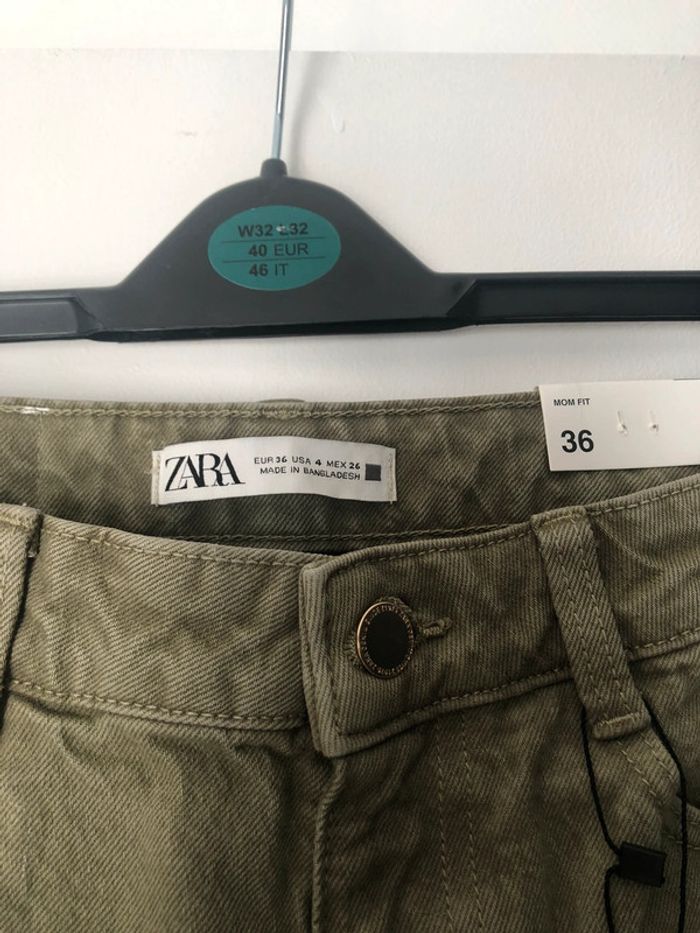 W32 L32
40 EUR
46 IT
MOM FIT
36
ZARA
EUR 36 USA 4 MEX 26
MADE IN BANGLADESH